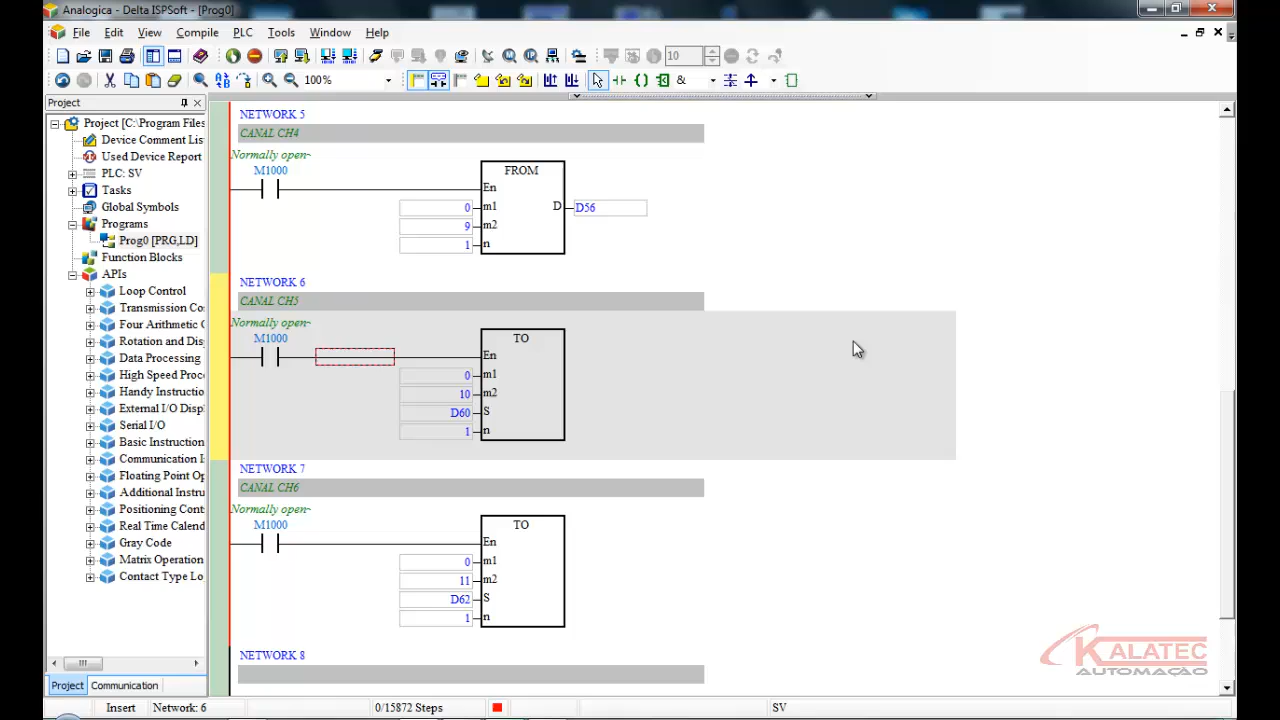 Analogica - Delta ISPSoft - [Prog0]
File Edit View Compile PLC Tools Window Help
10
100% &
Project
Project [C:\Program Files
Device Comment Lis
Used Device Report
PLC: SV
Tasks
Global Symbols
Programs
Prog0 [PRG,LD]
Function Blocks
APIs
Loop Control
Transmission Co
Four Arithmetic O
Rotation and Dis
Data Processing
High Speed Proc
Handy Instructio
External I/O Displ
Serial I/O
Basic Instruction
Communication I
Floating Point Op
Additional Instru
Positioning Cont
Real Time Calend
Gray Code
Matrix Operation
Contact Type Lo
Project Communication
NETWORK 5
CANAL CH4
Normally open~
M1000
FROM
En
0 m1 D D56
9 m2
1 n
NETWORK 6
CANAL CH5
Normally open~
M1000
TO
En
0 m1
10 m2
D60 S
1 n
NETWORK 7
CANAL CH6
Normally open~
M1000
TO
En
0 m1
11 m2
D62 S
1 n
NETWORK 8
KALATEC
AUTOMAÇÃO
Insert Network: 6 0/15872 Steps SV